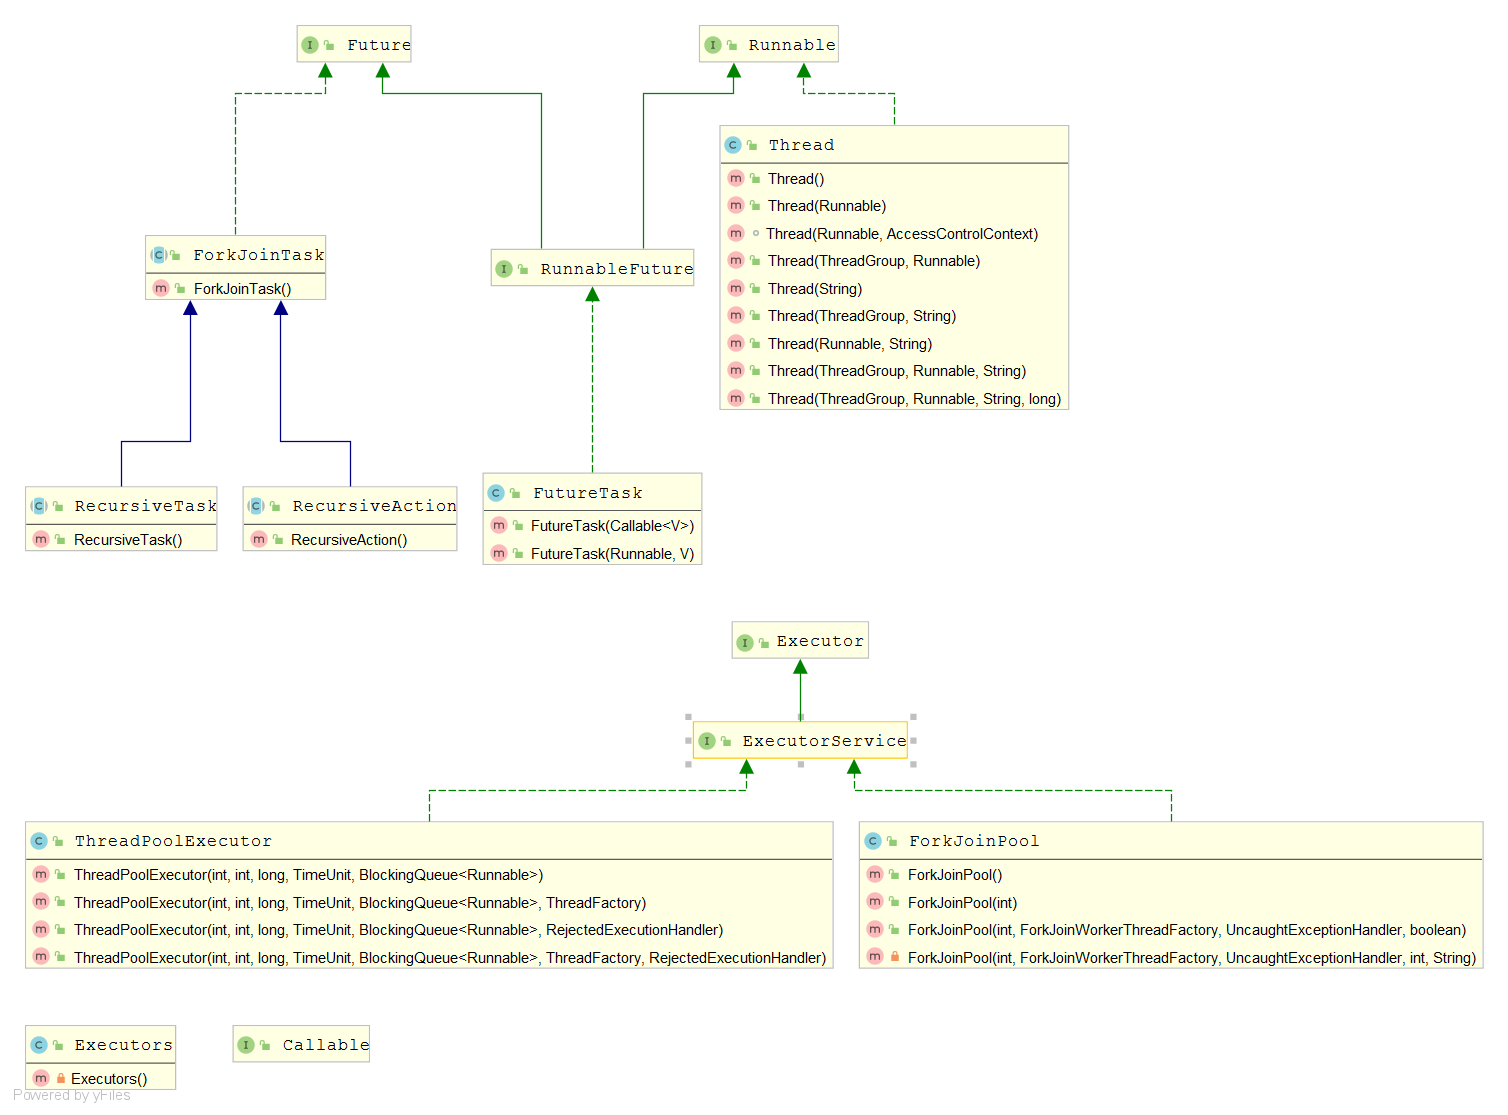 Future
Runnable
Thread
Thread()
Thread(Runnable)
Thread(Runnable, AccessControlContext)
Thread(ThreadGroup, Runnable)
Thread(String)
Thread(ThreadGroup, String)
Thread(Runnable, String)
Thread(ThreadGroup, Runnable, String)
Thread(ThreadGroup, Runnable, String, long)
ForkJoinTask
ForkJoinTask()
RunnableFuture
RecursiveTask
RecursiveTask()
RecursiveAction
RecursiveAction()
FutureTask
FutureTask(Callable<V>)
FutureTask(Runnable, V)
Executor
ExecutorService
ThreadPoolExecutor
ThreadPoolExecutor(int, int, long, TimeUnit, BlockingQueue<Runnable>)
ThreadPoolExecutor(int, int, long, TimeUnit, BlockingQueue<Runnable>, ThreadFactory)
ThreadPoolExecutor(int, int, long, TimeUnit, BlockingQueue<Runnable>, RejectedExecutionHandler)
ThreadPoolExecutor(int, int, long, TimeUnit, BlockingQueue<Runnable>, ThreadFactory, RejectedExecutionHandler)
ForkJoinPool
ForkJoinPool()
ForkJoinPool(int)
ForkJoinPool(int, ForkJoinWorkerThreadFactory, UncaughtExceptionHandler, boolean)
ForkJoinPool(int, ForkJoinWorkerThreadFactory, UncaughtExceptionHandler, int, String)
Executors
Executors()
Callable
Powered by yFiles